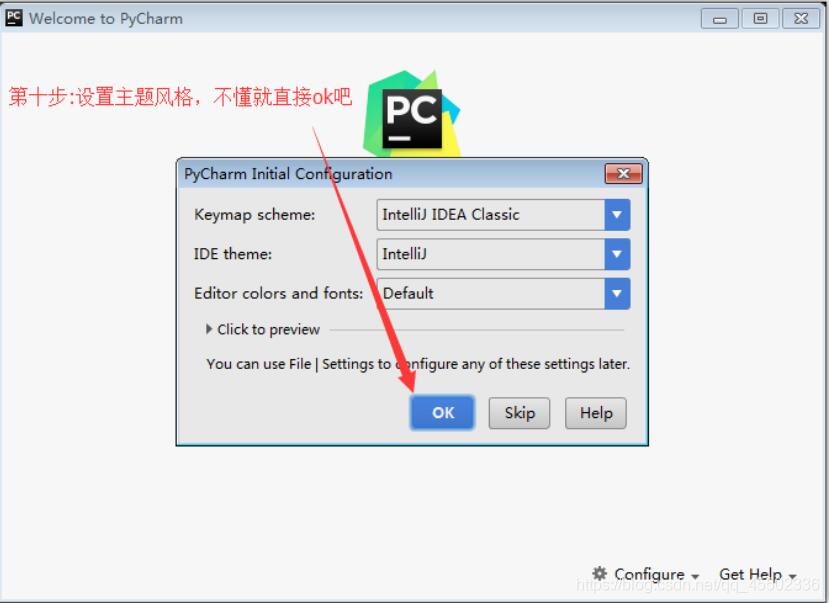 Welcome to PyCharm
第十步:设置主题风格，不懂就直接ok吧
PC
PyCharm Initial Configuration
Keymap scheme:
IntelliJ IDEA Classic
IDE theme:
IntelliJ
Editor colors and fonts:
Default
Click to preview
You can use File | Settings to configure any of these settings later.
OK
Skip
Help
Configure
Get Help
https://blog.csdn.net/qq_45802336